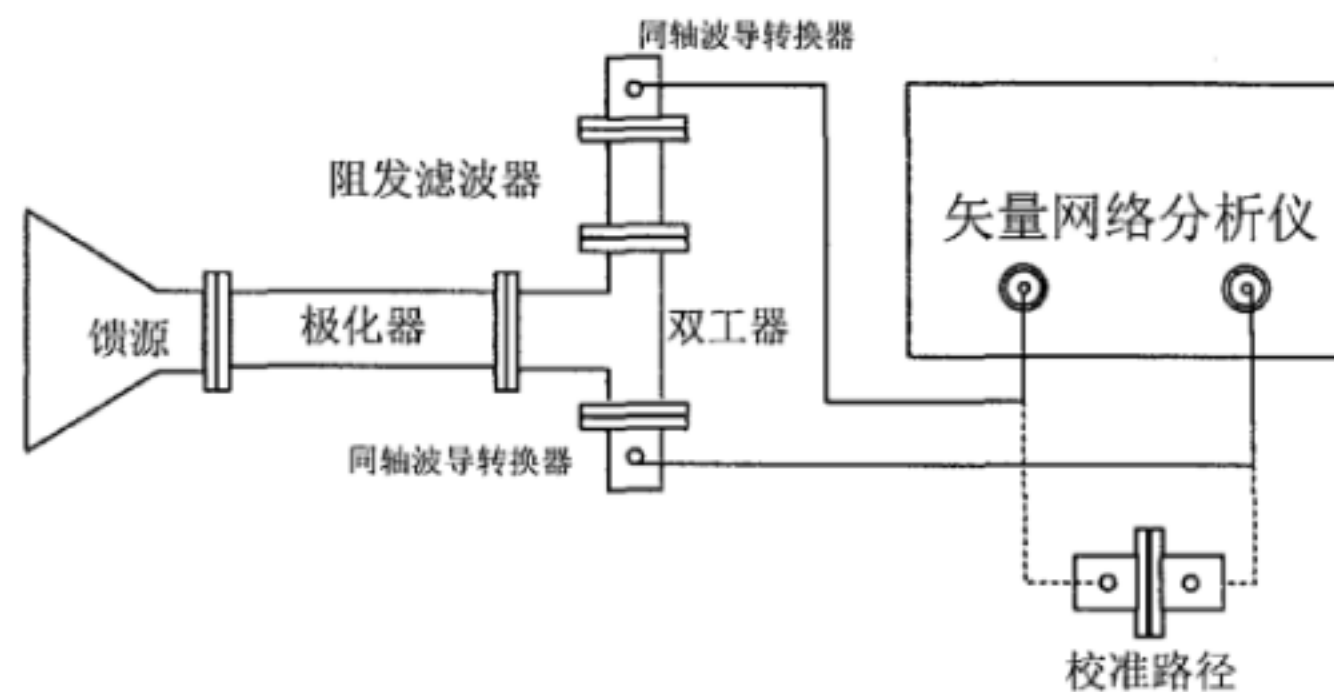 同轴波导转换器
阻发滤波器
矢量网络分析仪
馈源
极化器
双工器
同轴波导转换器
校准路径